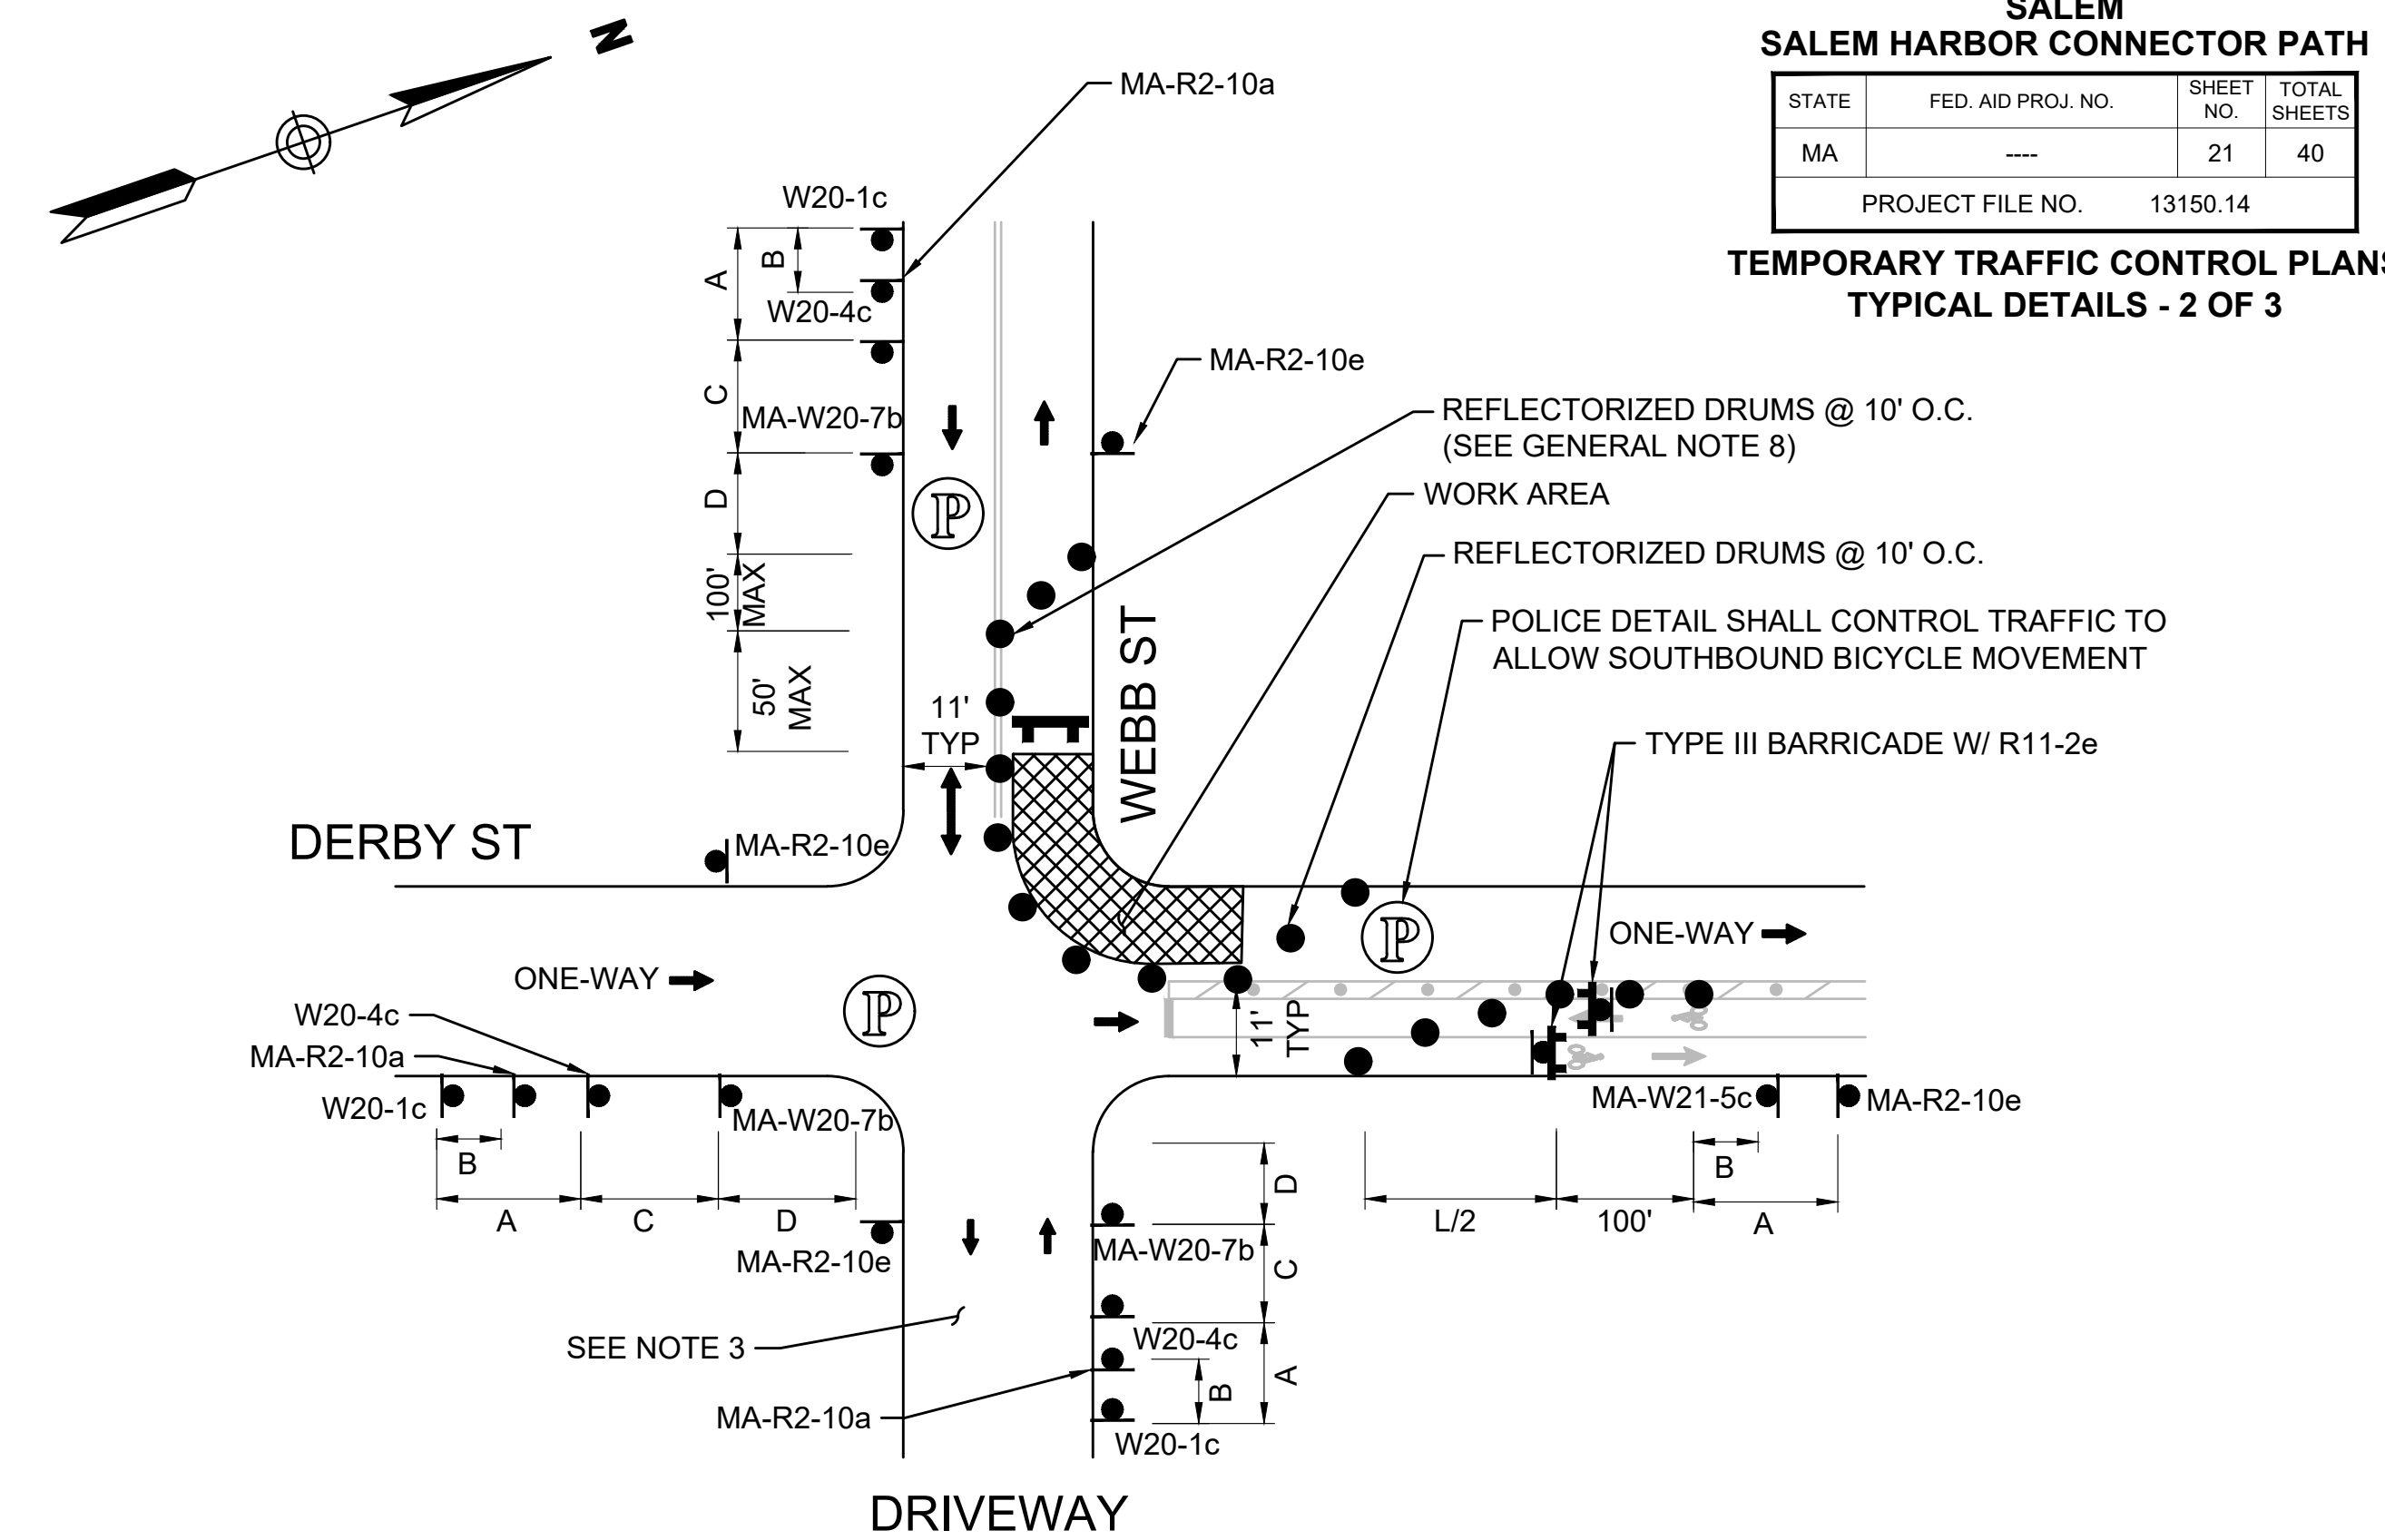 SALEM
SALEM HARBOR CONNECTOR PATH
STATE FED. AID PROJ. NO. SHEET NO. TOTAL SHEETS
MA ---- 21 40
PROJECT FILE NO. 13150.14
TEMPORARY TRAFFIC CONTROL PLANS
TYPICAL DETAILS - 2 OF 3
N
MA-R2-10a
W20-1c
B
A
W20-4c
MA-R2-10e
C
MA-W20-7b
REFLECTORIZED DRUMS @ 10' O.C.
(SEE GENERAL NOTE 8)
D
P
WORK AREA
REFLECTORIZED DRUMS @ 10' O.C.
100'
MAX
POLICE DETAIL SHALL CONTROL TRAFFIC TO
ALLOW SOUTHBOUND BICYCLE MOVEMENT
WEBB ST
50'
MAX
11'
TYP
TYPE III BARRICADE W/ R11-2e
DERBY ST
MA-R2-10e
P
ONE-WAY
ONE-WAY
P
W20-4c
11'
TYP
MA-R2-10a
W20-1c
MA-W20-7b
MA-W21-5c
MA-R2-10e
B
B
A
C
D
D
L/2
100'
A
MA-R2-10e
MA-W20-7b
C
SEE NOTE 3
W20-4c
A
B
MA-R2-10a
W20-1c
DRIVEWAY